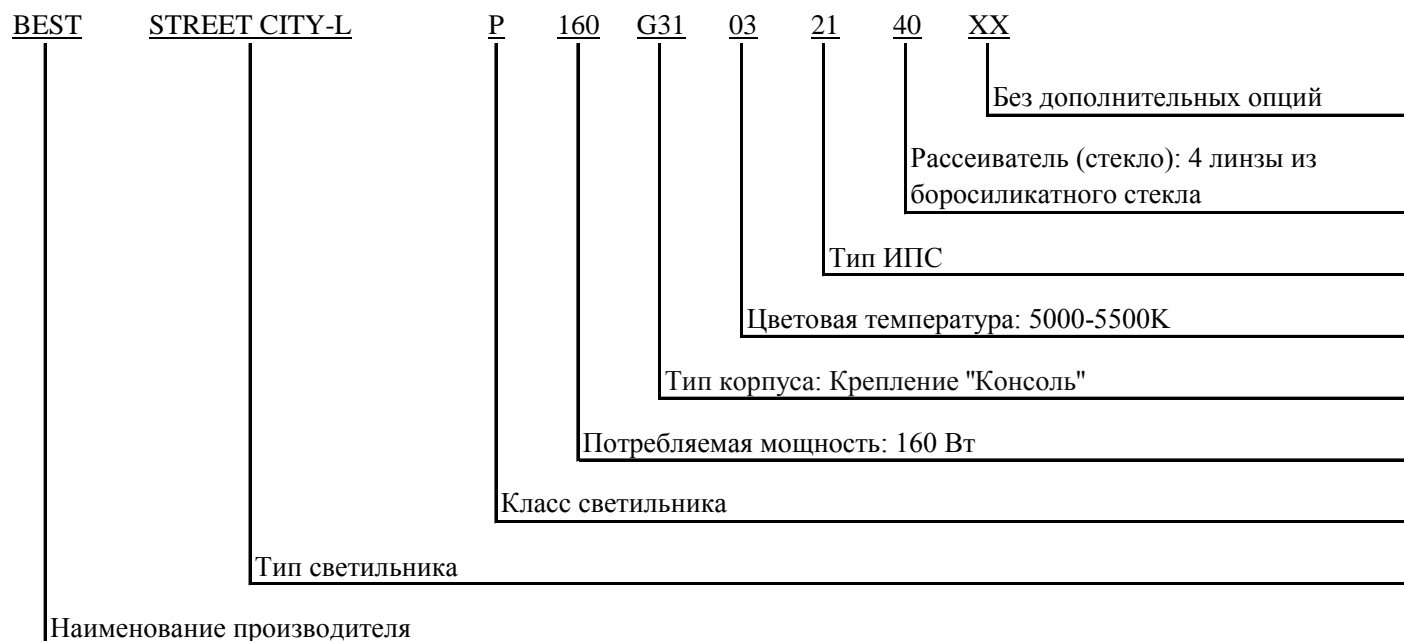 BEST STREET CITY-L P 160 G31 03 21 40 XX
Без дополнительных опций
Рассеиватель (стекло): 4 линзы из
боросиликатного стекла
Тип ИПС
Цветовая температура: 5000-5500K
Тип корпуса: Крепление "Консоль"
Потребляемая мощность: 160 Вт
Класс светильника
Тип светильника
Наименование производителя